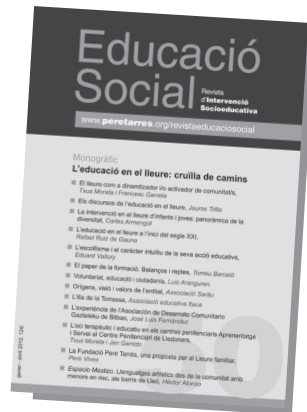 Educació
Social
Revista
d'Intervenció
Socioeducativa
www.peretarres.org/revistaeducaciosocial
Monogràfic
L'educació en el lleure: cruïlla de camins
El lleure com a dinamitzador i/o activador de comunitat/s,
Txus Morata i Francesc Garreta
Els discursos de l'educació en el lleure, Jaume Trilla
La intervenció en el lleure d'infants i joves: panoràmica de la
diversitat, Carles Armengol
L'educació en el lleure a l'inici del segle XXI,
Rafael Ruiz de Gauna
L'escoltisme i el caràcter intuïtiu de la seva acció educativa,
Eduard Vallory
El paper de la formació. Balanços i reptes, Tomeu Barceló
Voluntariat, educació i ciutadania, Luis Aranguren
Orígens, visió i valors de l'entitat, Associació Sarâu
L'illa de la Tomassa, Associació educativa Ítaca
L'experiència de l'Asociación de Desarrollo Comunitario
Gazteleku de Bilbao, José Luis Fernández
L'oci terapèutic i educatiu en els centres penitenciaris Aprenentatge
i Servei al Centre Penitenciari de Lledoners,
Txus Morata i Jan Garrido
La Fundació Pere Tarrés, una proposta per al Lleure familiar,
Pere Vives
Espacio Mestizo. Llenguatges artístics des de la comunitat amb
menors en risc, als barris de Lleó, Héctor Alonso
gener - abril 2012, 12€